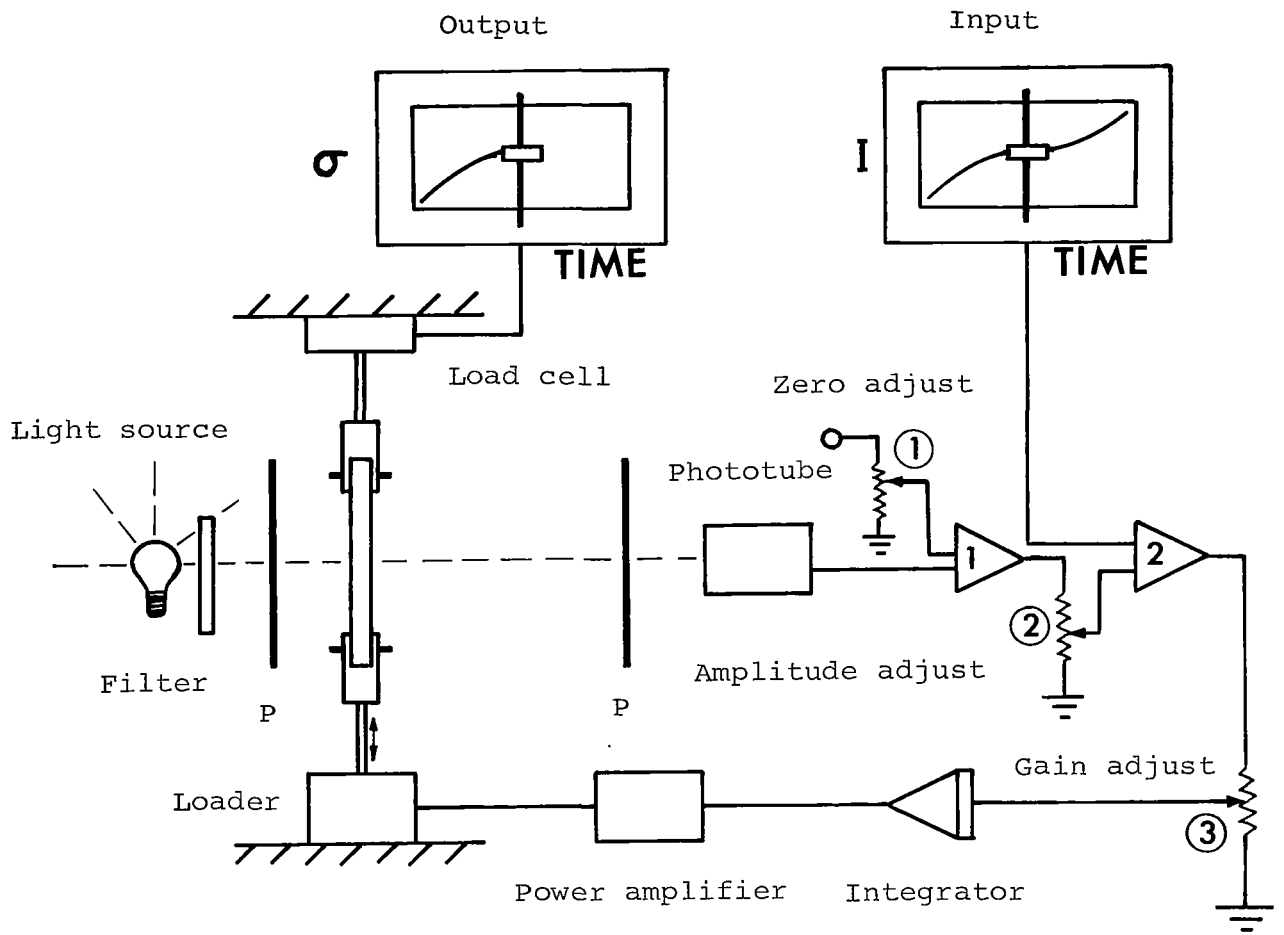 Output
Input
σ
I
TIME
TIME
Load cell
Zero adjust
Light source
①
Phototube
1
2
②
Filter
Amplitude adjust
P
P
Gain adjust
Loader
③
Power amplifier
Integrator